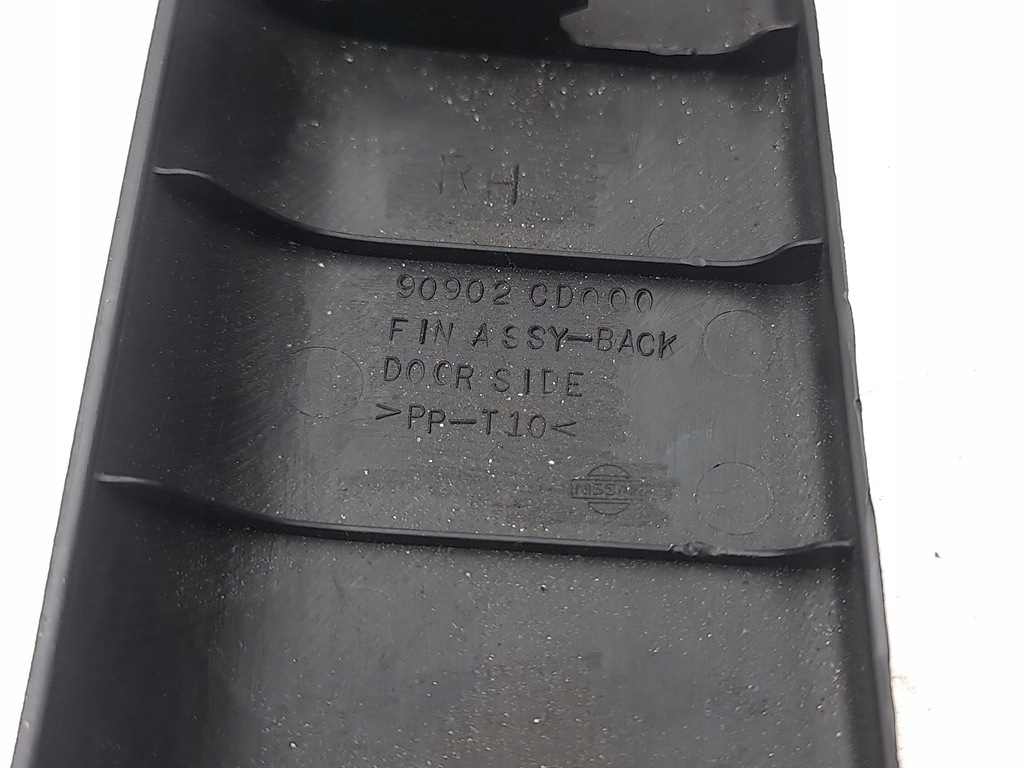 RH
90902 CD000
FIN ASSY-BACK
DOOR SIDE
>PP-T10<
NISSAN